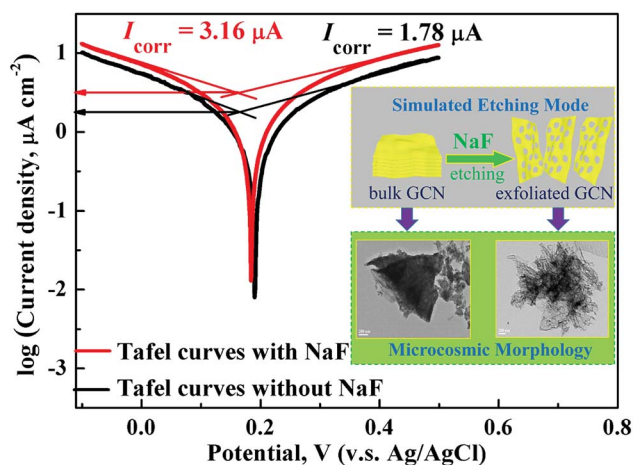 I corr = 3.16 μA
I corr = 1.78 μA
log (Current density, μA cm⁻²)
1
0
-1
-2
-3
Simulated Etching Mode
NaF
etching
bulk GCN
exfoliated GCN
Microcosmic Morphology
Tafel curves with NaF
Tafel curves without NaF
0.0
0.2
0.4
0.6
0.8
Potential, V (v.s. Ag/AgCl)